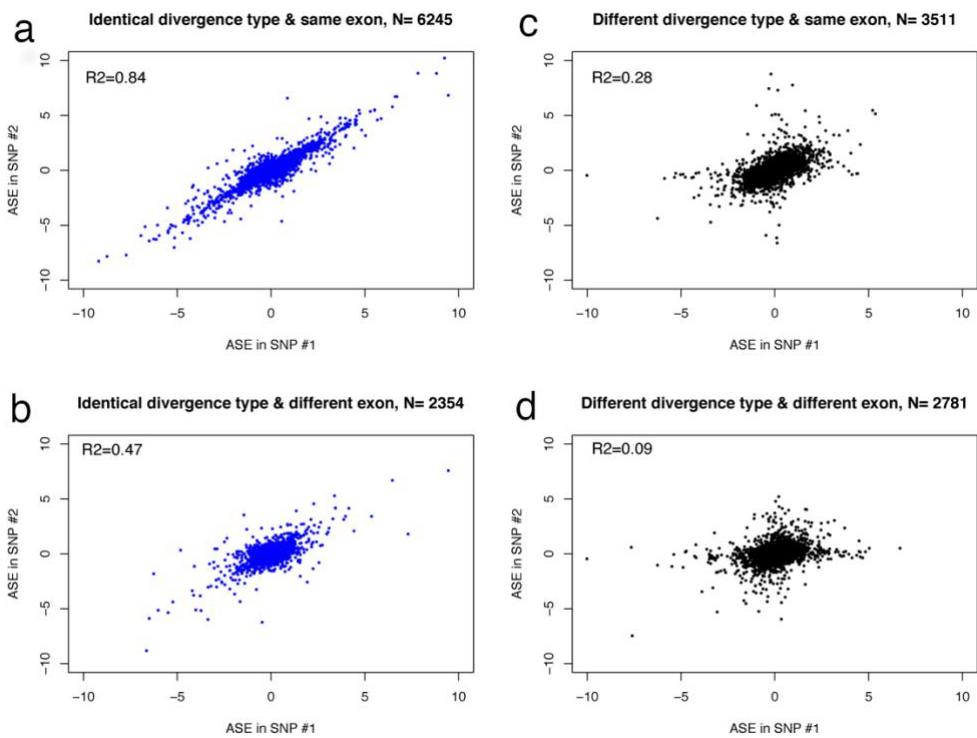 a
Identical divergence type & same exon, N= 6245
R2=0.84
10
5
0
−5
−10
ASE in SNP #2
−10 −5 0 5 10
ASE in SNP #1
c
Different divergence type & same exon, N= 3511
R2=0.28
10
5
0
−5
−10
ASE in SNP #2
−10 −5 0 5 10
ASE in SNP #1
b
Identical divergence type & different exon, N= 2354
R2=0.47
10
5
0
−5
−10
ASE in SNP #2
−10 −5 0 5 10
ASE in SNP #1
d
Different divergence type & different exon, N= 2781
R2=0.09
10
5
0
−5
−10
ASE in SNP #2
−10 −5 0 5 10
ASE in SNP #1